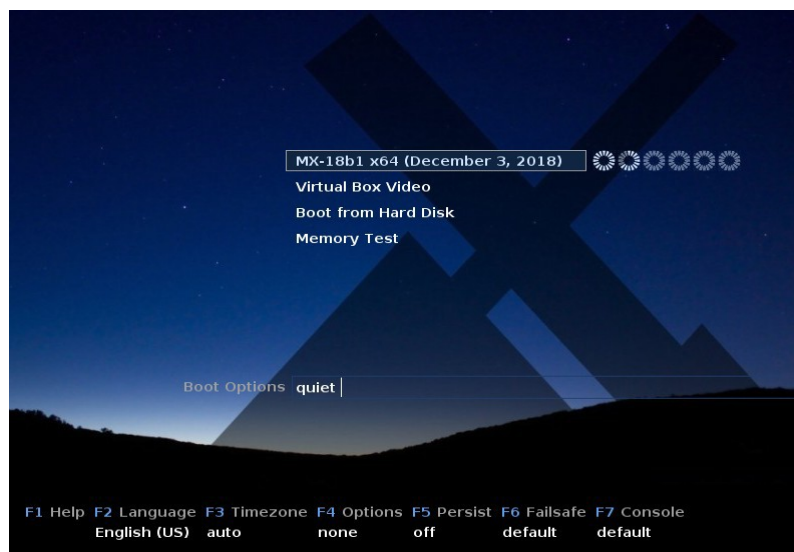 MX-18b1 x64 (December 3, 2018)
Virtual Box Video
Boot from Hard Disk
Memory Test
Boot Options quiet
F1 Help F2 Language F3 Timezone F4 Options F5 Persist F6 Failsafe F7 Console
English (US) auto none off default default